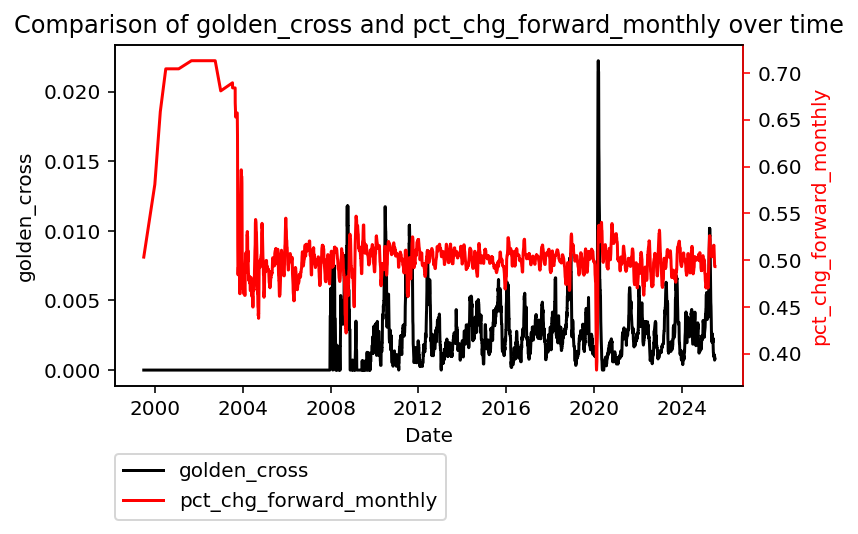 Comparison of golden_cross and pct_chg_forward_monthly over time
golden_cross
0.020
0.015
0.010
0.005
0.000
0.70
0.65
0.60
0.55
0.50
0.45
0.40
pct_chg_forward_monthly
2000 2004 2008 2012 2016 2020 2024
Date
golden_cross
pct_chg_forward_monthly